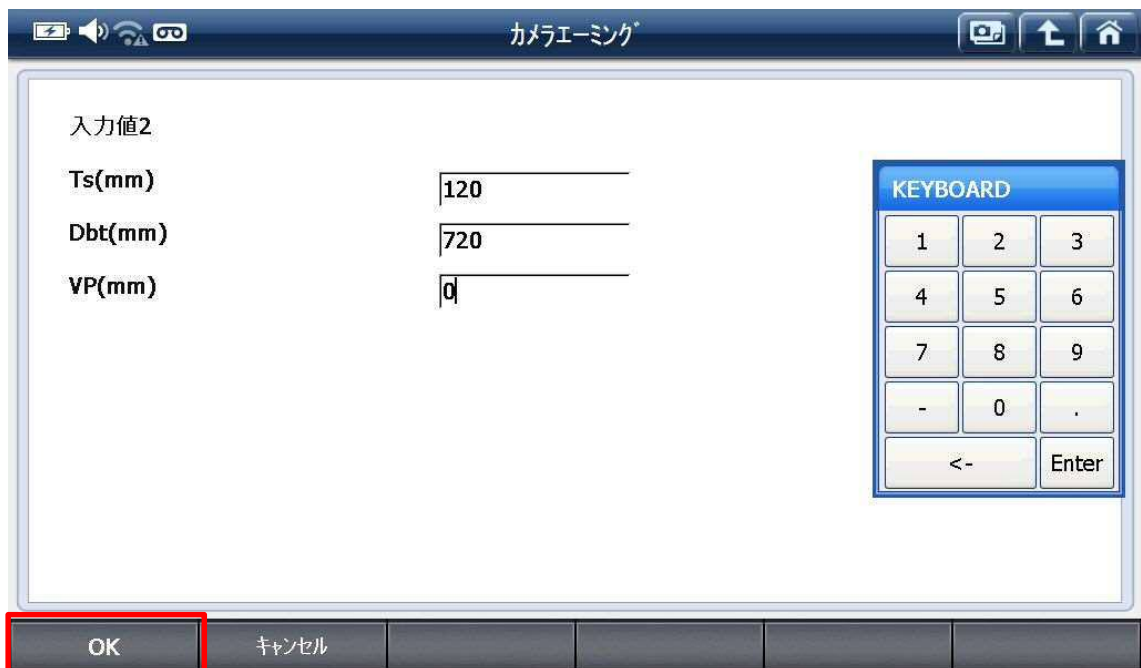 カメラエーミング
入力値2
Ts(mm)
120
Dbt(mm)
720
VP(mm)
0
KEYBOARD
1 2 3
4 5 6
7 8 9
- 0 .
<- Enter
OK キャンセル